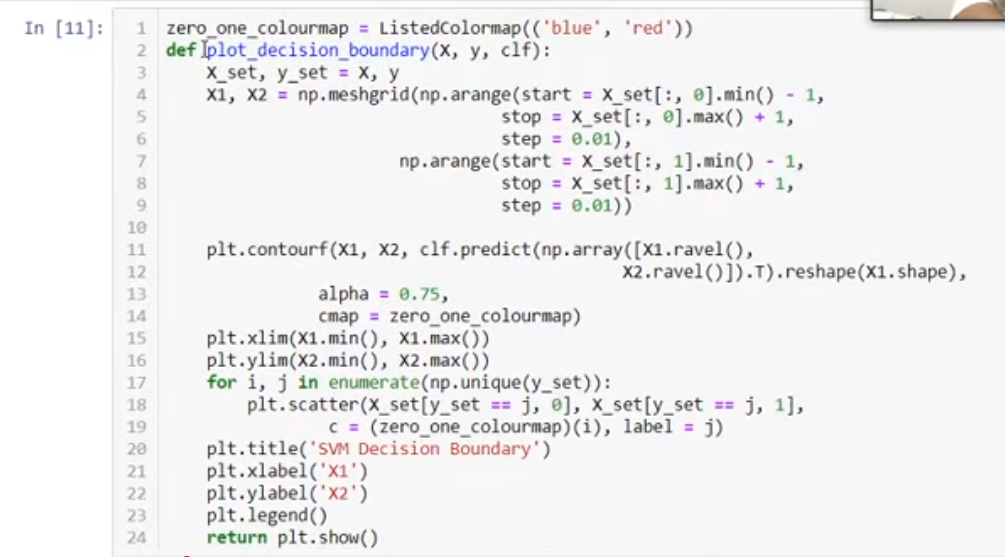 In [11]:
1 zero_one_colourmap = ListedColormap(('blue', 'red'))
2 def plot_decision_boundary(X, y, clf):
3     X_set, y_set = X, y
4     X1, X2 = np.meshgrid(np.arange(start = X_set[:, 0].min() - 1,
5                                    stop = X_set[:, 0].max() + 1,
6                                    step = 0.01),
7                          np.arange(start = X_set[:, 1].min() - 1,
8                                    stop = X_set[:, 1].max() + 1,
9                                    step = 0.01))
10
11     plt.contourf(X1, X2, clf.predict(np.array([X1.ravel(),
12                                              X2.ravel()]).T).reshape(X1.shape),
13                alpha = 0.75,
14                cmap = zero_one_colourmap)
15     plt.xlim(X1.min(), X1.max())
16     plt.ylim(X2.min(), X2.max())
17     for i, j in enumerate(np.unique(y_set)):
18         plt.scatter(X_set[y_set == j, 0], X_set[y_set == j, 1],
19                     c = (zero_one_colourmap)(i), label = j)
20     plt.title('SVM Decision Boundary')
21     plt.xlabel('X1')
22     plt.ylabel('X2')
23     plt.legend()
24     return plt.show()